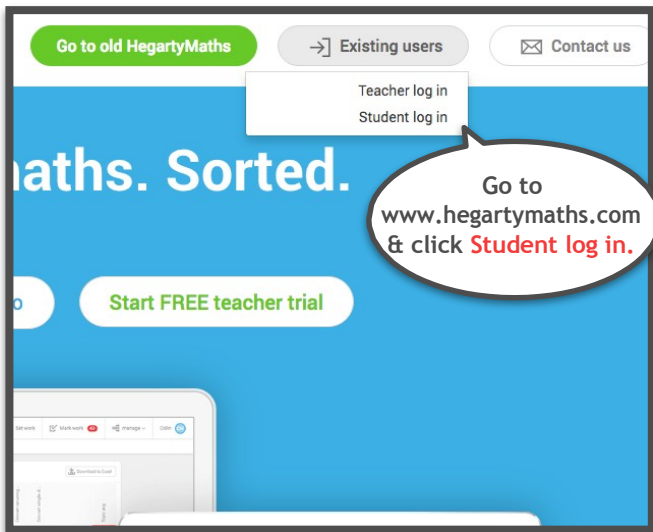 Go to old HegartyMaths
Existing users
Contact us
Teacher log in
Student log in
aths. Sorted.
Go to
www.hegartymaths.com
& click Student log in.
o
Start FREE teacher trial
Set work
Mark work
manage
Colin
Download to Excel